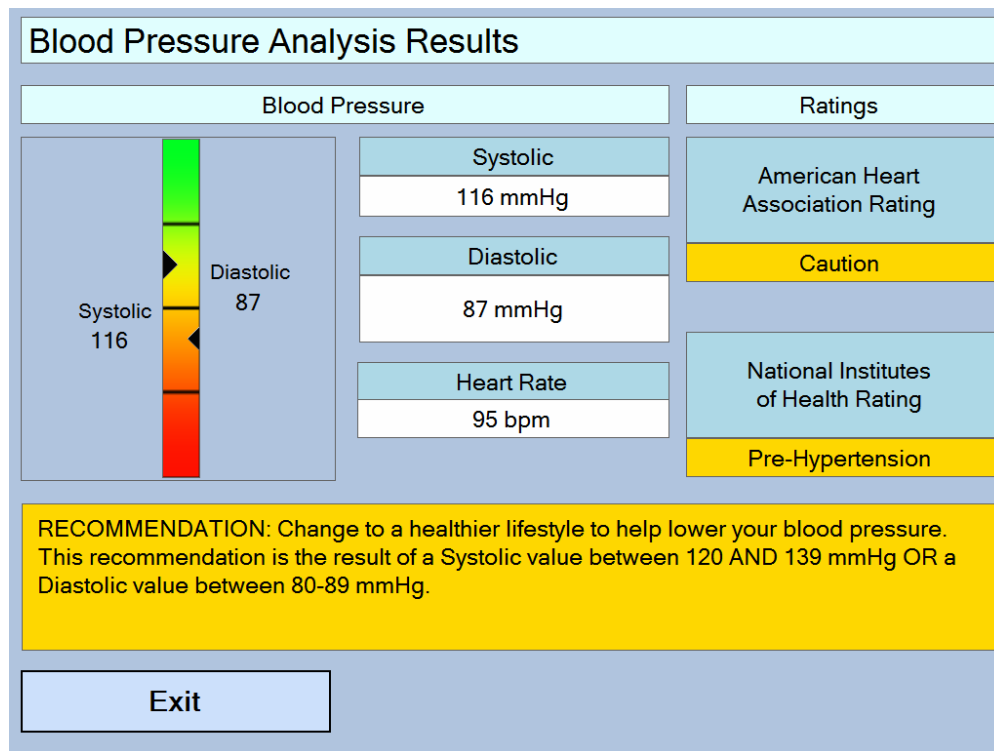 Blood Pressure Analysis Results
Blood Pressure
Ratings
Systolic
116
Diastolic
87
Systolic
116 mmHg
Diastolic
87 mmHg
Heart Rate
95 bpm
American Heart
Association Rating
Caution
National Institutes
of Health Rating
Pre-Hypertension
RECOMMENDATION: Change to a healthier lifestyle to help lower your blood pressure.
This recommendation is the result of a Systolic value between 120 AND 139 mmHg OR a
Diastolic value between 80-89 mmHg.
Exit